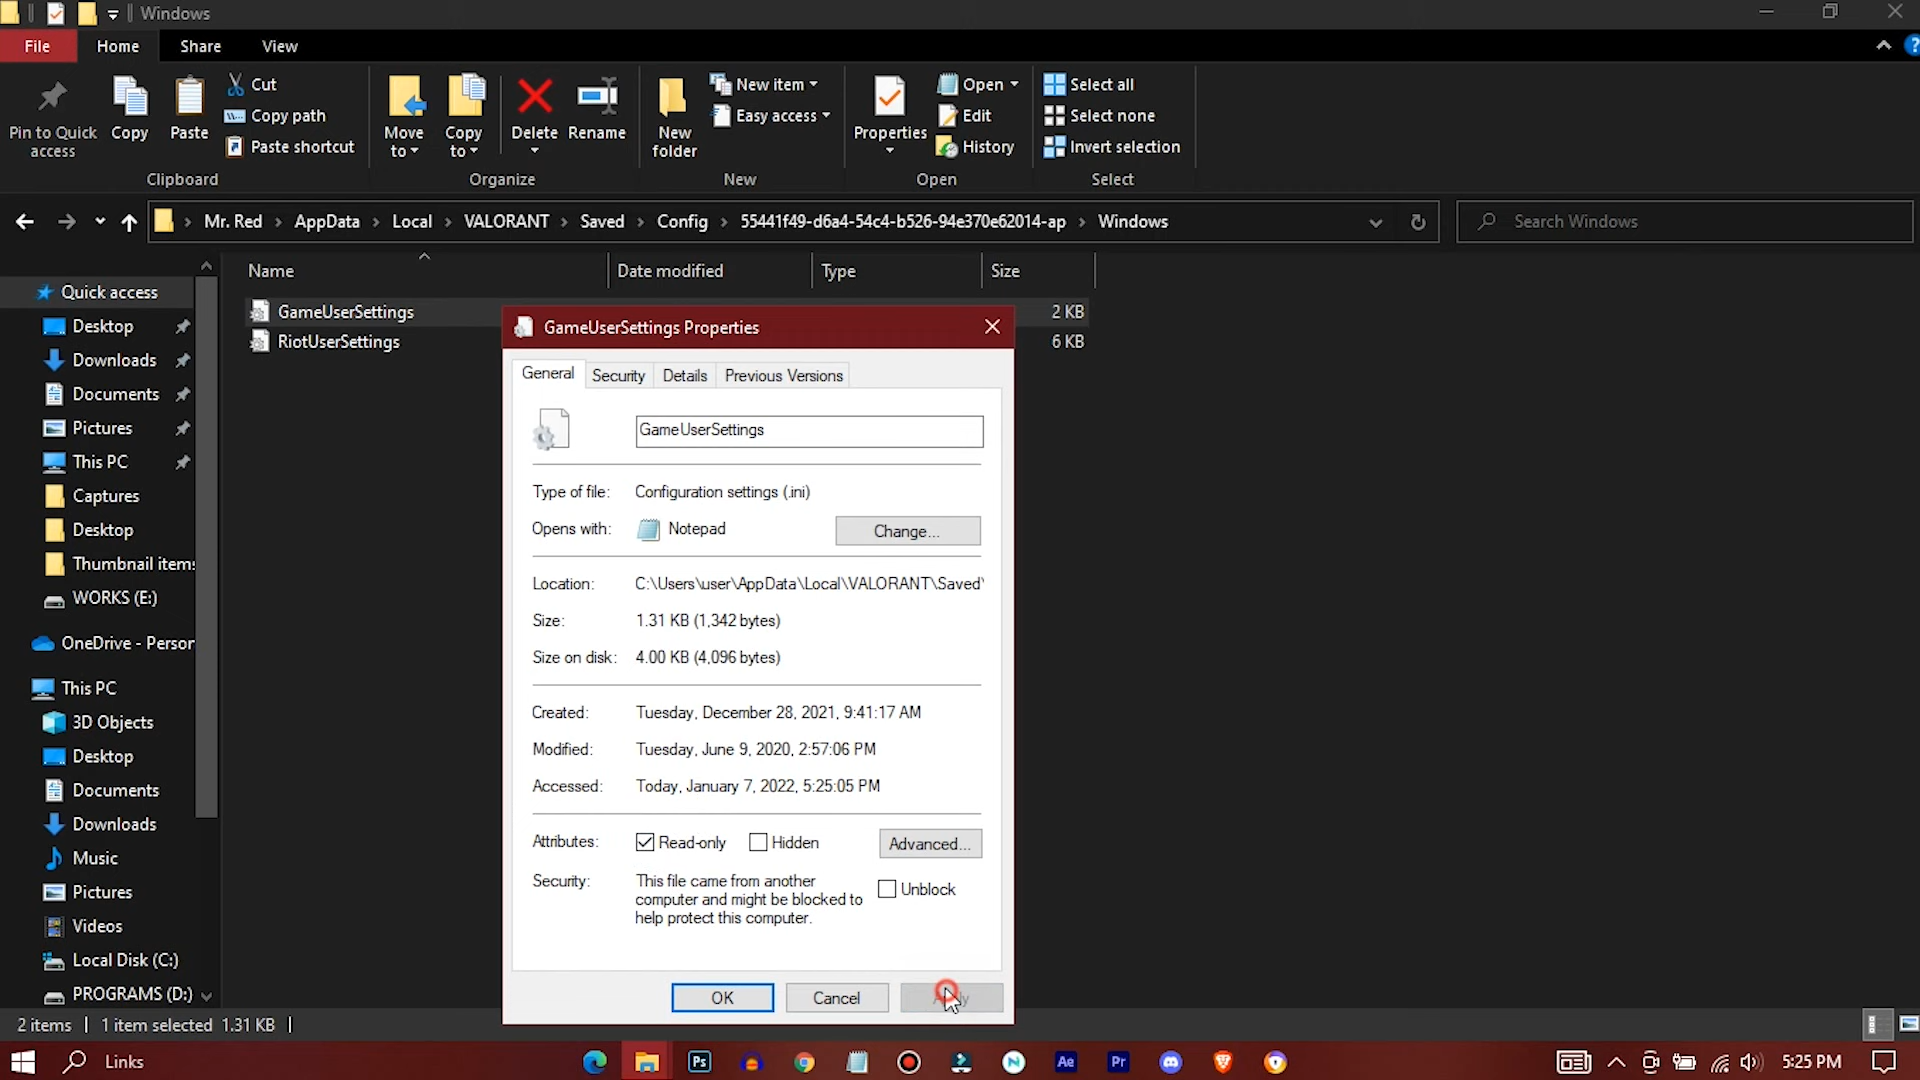 Windows
File Home Share View
Pin to Quick access
Copy
Paste
Cut
Copy path
Paste shortcut
Clipboard
Move to
Copy to
Delete
Rename
Organize
New folder
New item
Easy access
New
Properties
Open
Edit
History
Open
Select all
Select none
Invert selection
Select
Mr. Red > AppData > Local > VALORANT > Saved > Config > 55441f49-d6a4-54c4-b526-94e370e62014-ap > Windows
Search Windows
Name Date modified Type Size
GameUserSettings 2 KB
RiotUserSettings 6 KB
Quick access
Desktop
Downloads
Documents
Pictures
This PC
Captures
Desktop
Thumbnail items
WORKS (E:)
OneDrive - Person
This PC
3D Objects
Desktop
Documents
Downloads
Music
Pictures
Videos
Local Disk (C:)
PROGRAMS (D:)
GameUserSettings Properties
General Security Details Previous Versions
GameUserSettings
Type of file: Configuration settings (.ini)
Opens with: Notepad Change...
Location: C:\Users\user\AppData\Local\VALORANT\Saved\
Size: 1.31 KB (1,342 bytes)
Size on disk: 4.00 KB (4,096 bytes)
Created: Tuesday, December 28, 2021, 9:41:17 AM
Modified: Tuesday, June 9, 2020, 2:57:06 PM
Accessed: Today, January 7, 2022, 5:25:05 PM
Attributes: Read-only Hidden Advanced...
Security: This file came from another computer and might be blocked to help protect this computer. Unblock
OK Cancel
2 items 1 item selected 1.31 KB
Links
Ps
N
Ae
Pr
5:25 PM